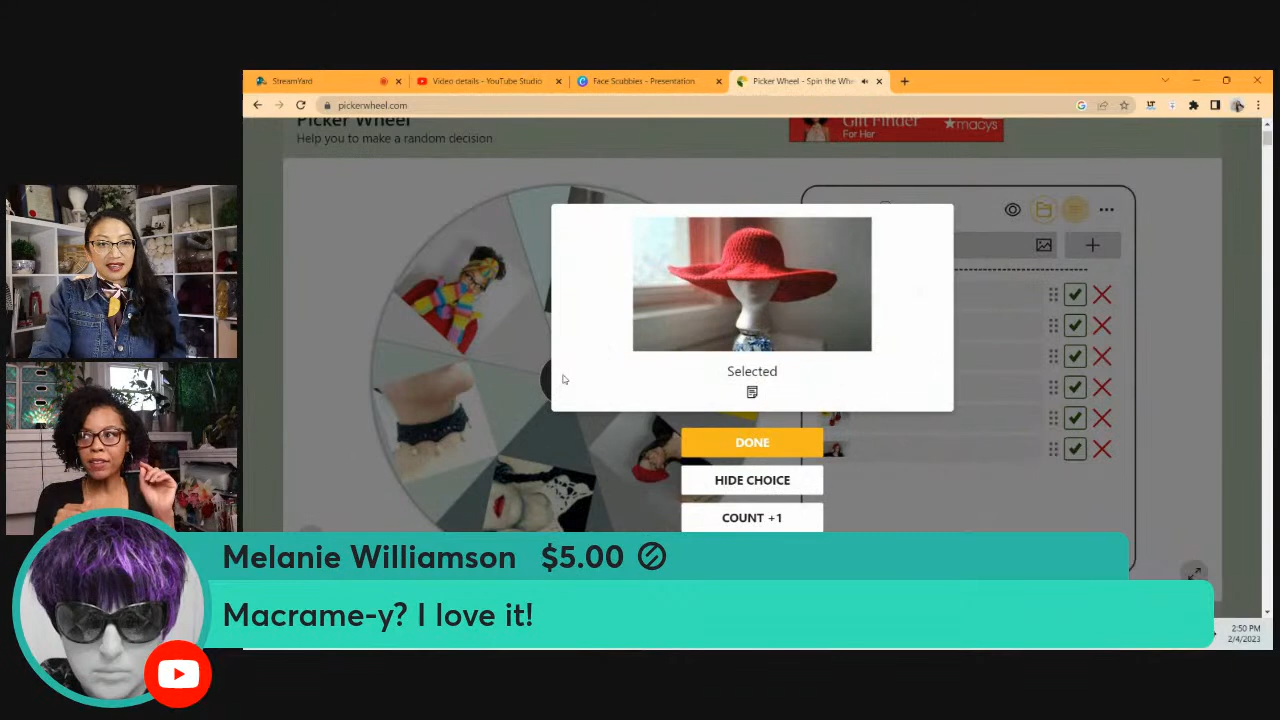 StreamYard
Video details - YouTube Studio
Face Scubbies - Presentation
Picker Wheel - Spin the Whe
pickerwheel.com
Picker Wheel
Help you to make a random decision
Gift Finder
For Her
★macys
Selected
DONE
HIDE CHOICE
COUNT +1
Melanie Williamson $5.00
Macrame-y? I love it!
2:50 PM
2/4/2023